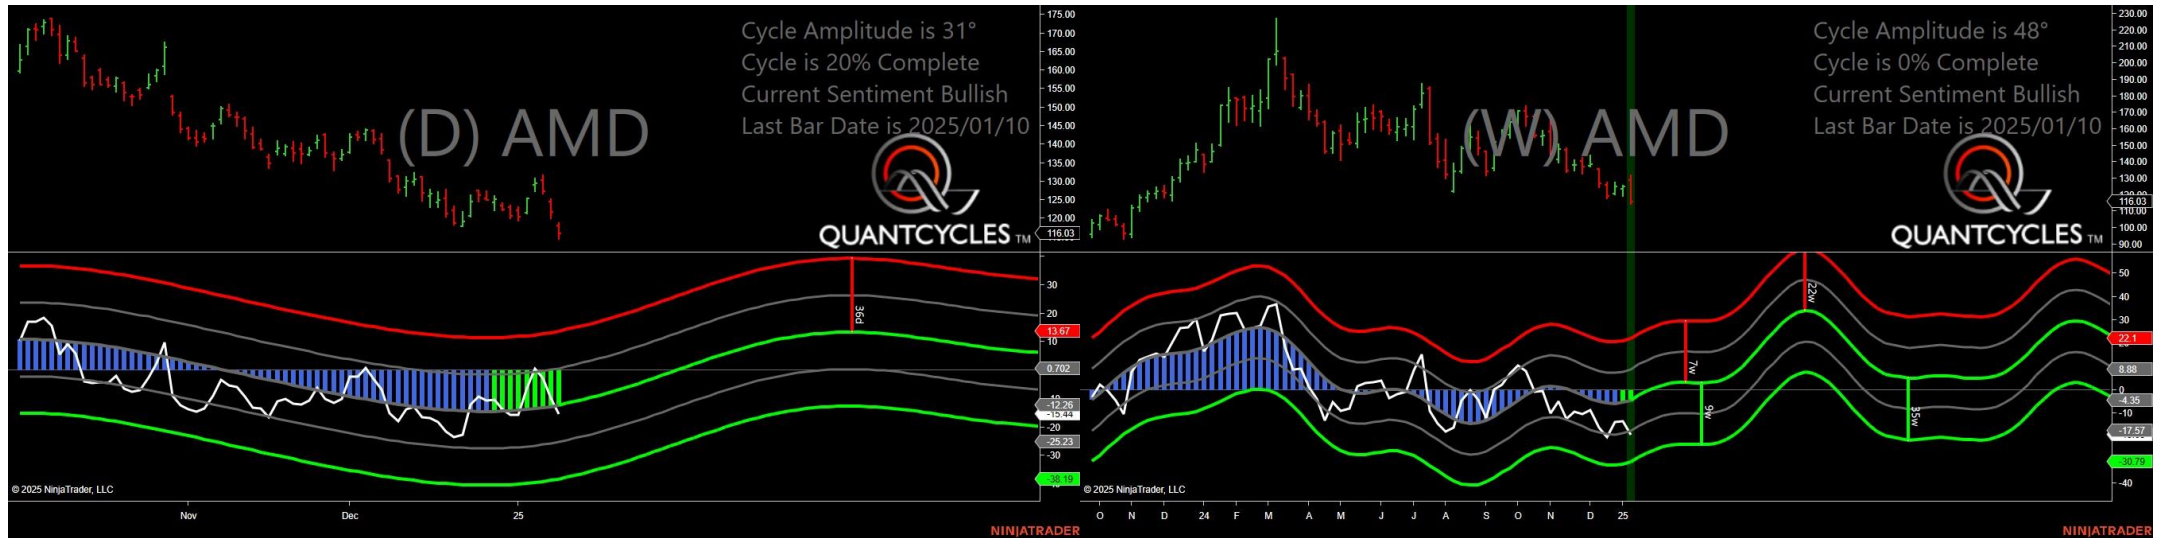 Cycle Amplitude is 31°
Cycle is 20% Complete
Current Sentiment Bullish
Last Bar Date is 2025/01/10
(D) AMD
QUANTCYCLES TM
175.00
170.00
165.00
160.00
155.00
150.00
145.00
140.00
135.00
130.00
125.00
120.00
116.03
36d
30
20
13.67
10
0.702
-12.26
-15.44
-20
-25.23
-30
-38.19
© 2025 NinjaTrader, LLC
Nov
Dec
25
NINJATRADER
Cycle Amplitude is 48°
Cycle is 0% Complete
Current Sentiment Bullish
Last Bar Date is 2025/01/10
(W) AMD
QUANTCYCLES TM
230.00
220.00
210.00
200.00
190.00
180.00
170.00
160.00
150.00
140.00
130.00
116.03
110.00
100.00
90.00
7w
9w
22w
35w
50
40
30
22.1
8.88
0
-4.35
-10
-17.57
-30.79
-40
© 2025 NinjaTrader, LLC
O N D 24 F M A M J J A S O N D 25
NINJATRADER